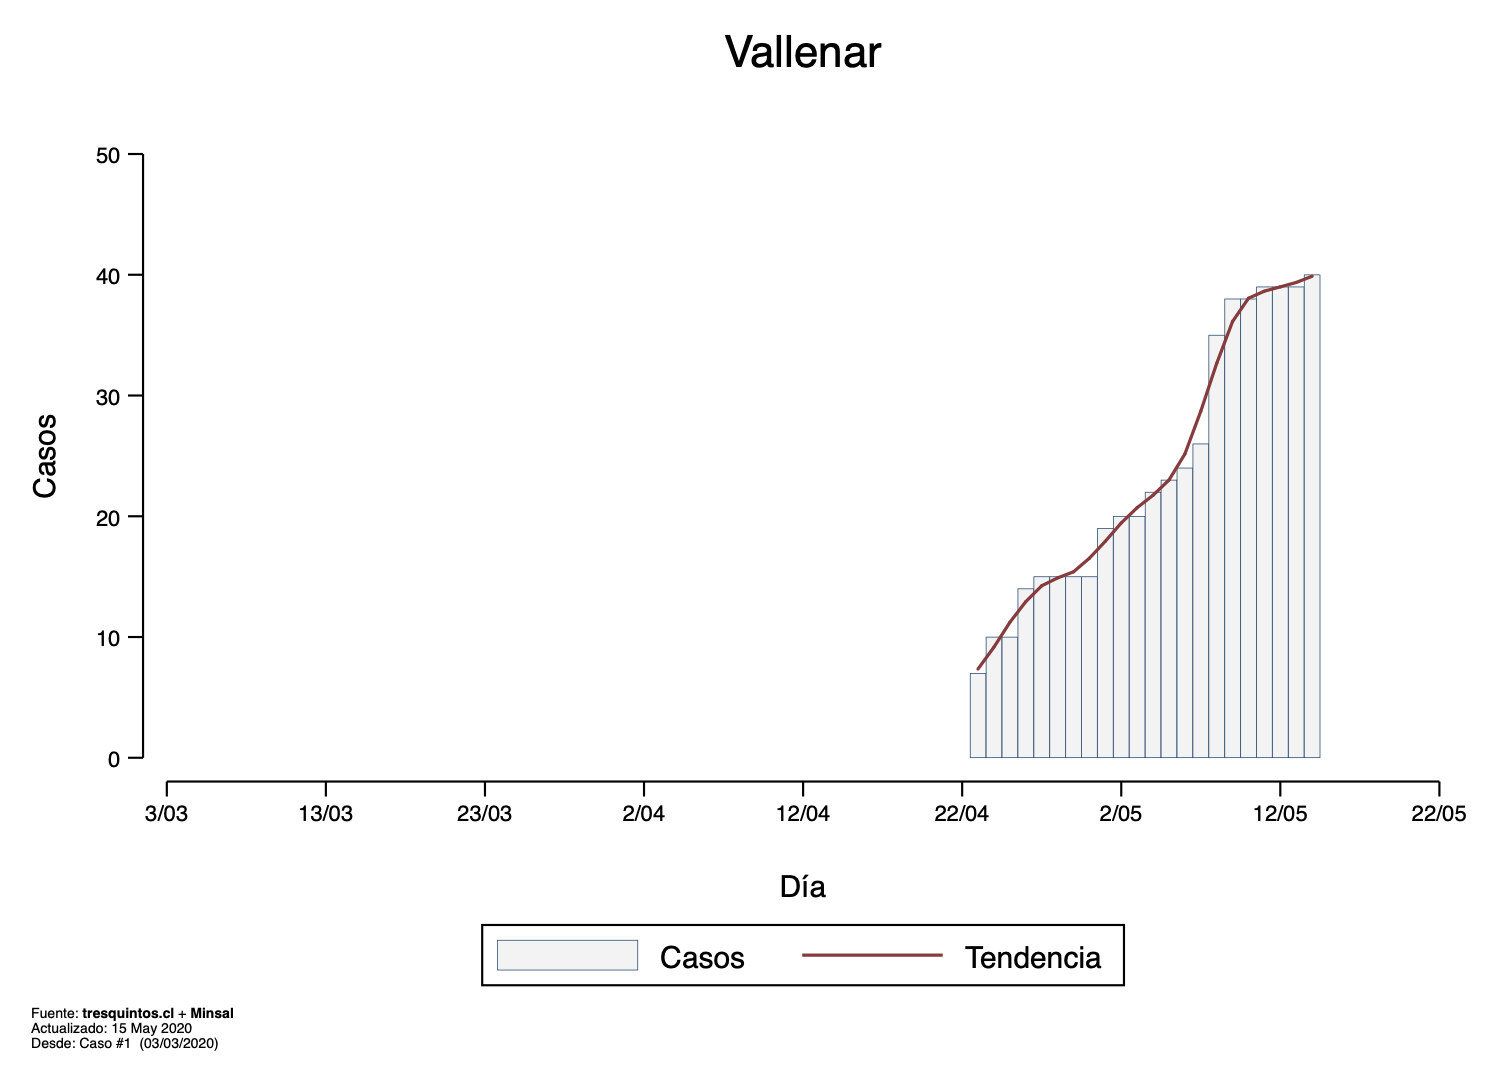 Vallenar
50
40
30
20
10
0
Casos
3/03 13/03 23/03 2/04 12/04 22/04 2/05 12/05 22/05
Día
Casos Tendencia
Fuente: tresquintos.cl + Minsal
Actualizado: 15 May 2020
Desde: Caso #1 (03/03/2020)